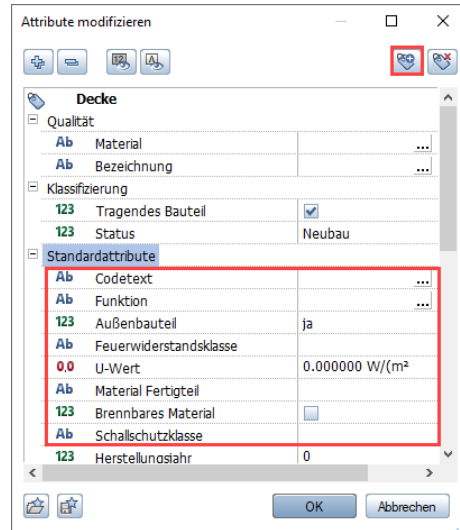 Attribute modifizieren
Decke
Qualität
Ab Material ...
Ab Bezeichnung ...
Klassifizierung
123 Tragendes Bauteil
123 Status Neubau
Standardattribute
Ab Codetext ...
Ab Funktion ...
123 Außenbauteil ja
Ab Feuerwiderstandsklasse
0,0 U-Wert 0.000000 W/(m²
Ab Material Fertigteil
123 Brennbares Material
Ab Schallschutzklasse
123 Herstellungsjahr 0
OK Abbrechen